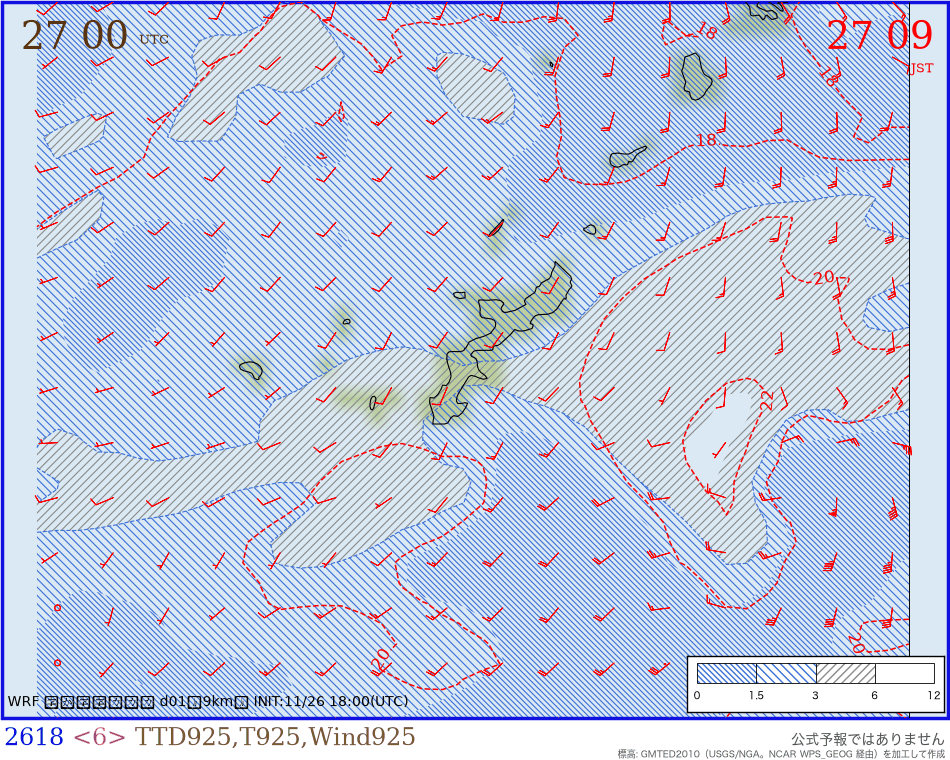 27 00 UTC
27 09
JST
18
18
5
18
20
22
20
20
WRF d01 9km INIT:11/26 18:00(UTC)
0 1.5 3 6 12
2618 <6> TTD925,T925,Wind925
公式予報ではありません
標高: GMTED2010（USGS/NGA。NCAR WPS_GEOG 経由）を加工して作成